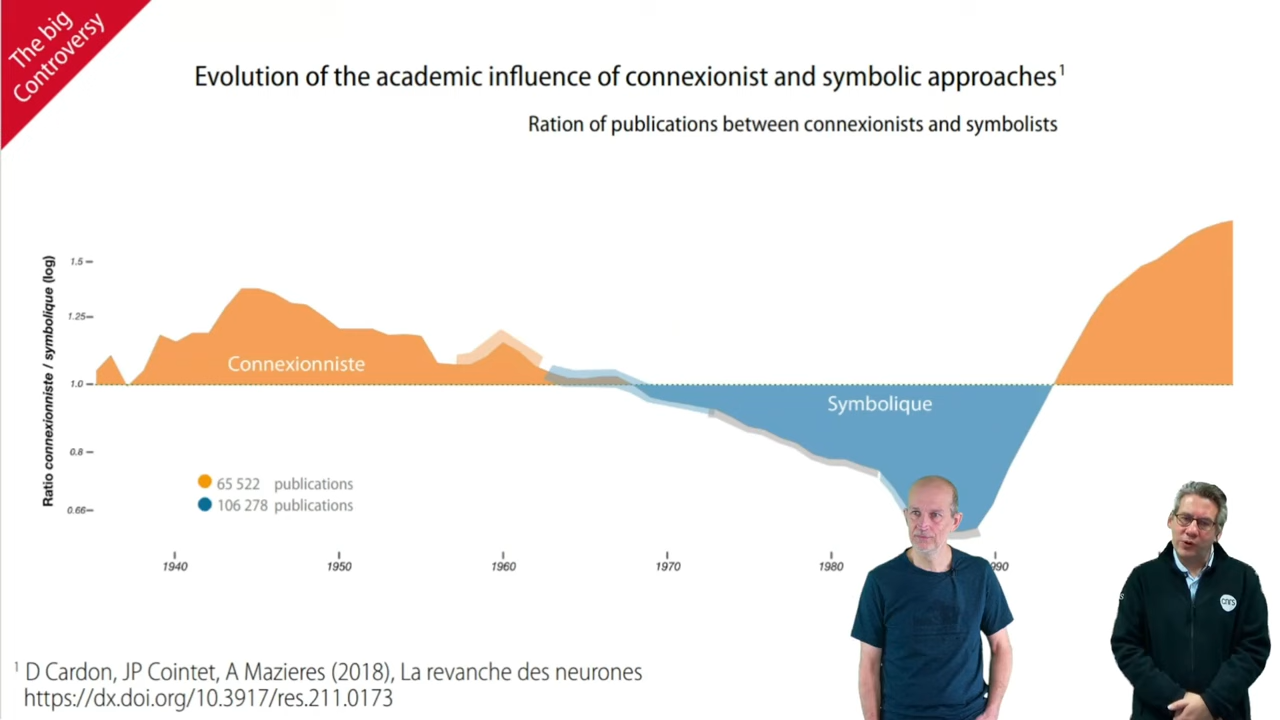 The big
Controversy
Evolution of the academic influence of connexionist and symbolic approaches¹
Ration of publications between connexionists and symbolists
Ratio connexionniste / symbolique (log)
1.5
1.25
1.0
0.8
0.66
Connexionniste
Symbolique
65 522 publications
106 278 publications
1940 1950 1960 1970 1980 990
cnrs
¹ D Cardon, JP Cointet, A Mazieres (2018), La revanche des neurones
https://dx.doi.org/10.3917/res.211.0173